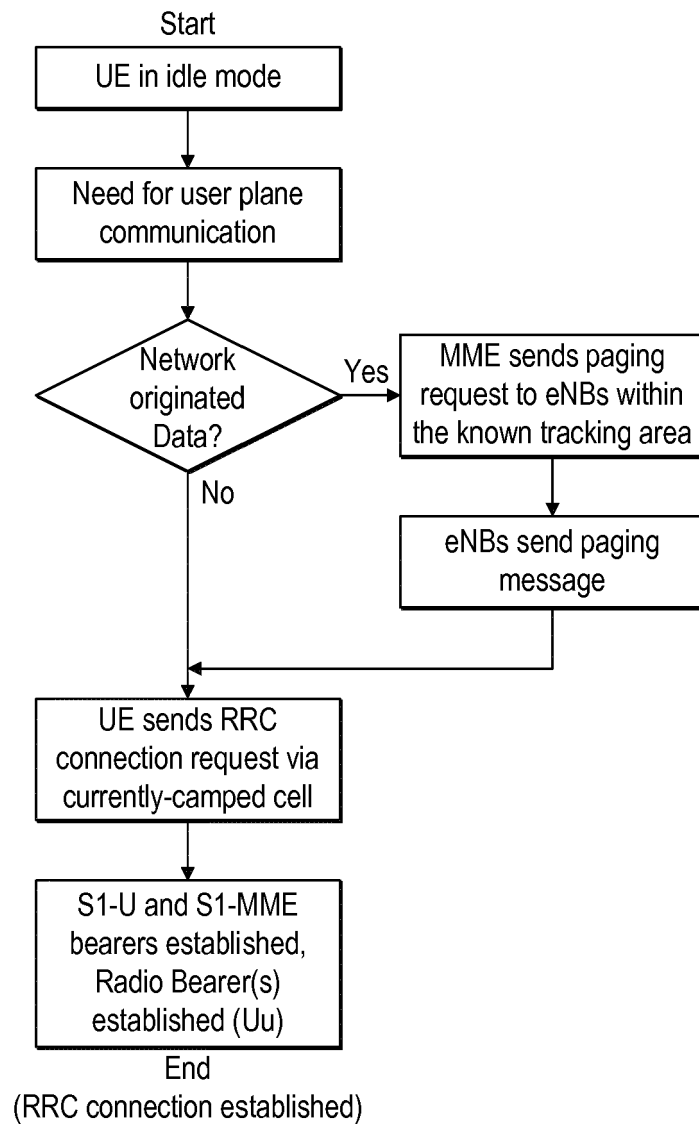 Start
UE in idle mode
Need for user plane
communication
Network
originated
Data?
Yes
MME sends paging
request to eNBs within
the known tracking area
No
eNBs send paging
message
UE sends RRC
connection request via
currently-camped cell
S1-U and S1-MME
bearers established,
Radio Bearer(s)
established (Uu)
End
(RRC connection established)